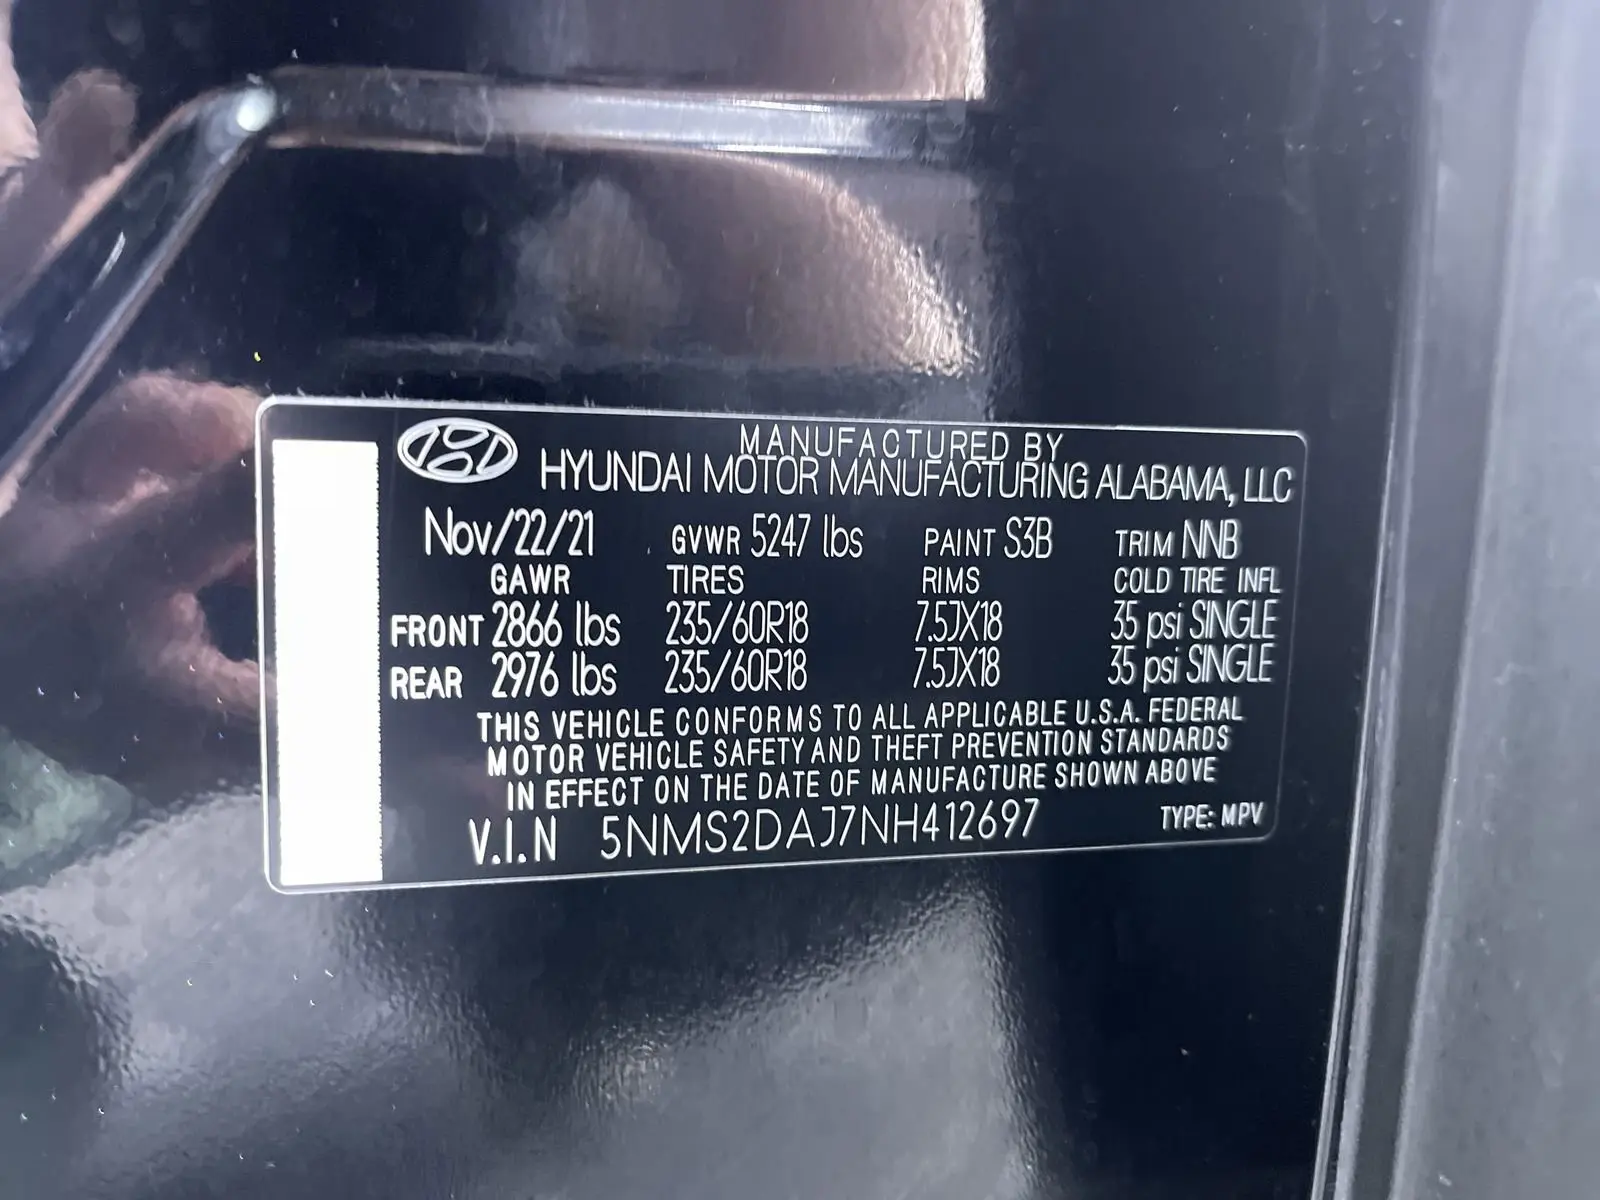 MANUFACTURED BY
HYUNDAI MOTOR MANUFACTURING ALABAMA, LLC
Nov/22/21 GVWR 5247 lbs PAINT S3B TRIM NNB
GAWR TIRES RIMS COLD TIRE INFL
FRONT 2866 lbs 235/60R18 7.5JX18 35 psi SINGLE
REAR 2976 lbs 235/60R18 7.5JX18 35 psi SINGLE
THIS VEHICLE CONFORMS TO ALL APPLICABLE U.S.A. FEDERAL
MOTOR VEHICLE SAFETY AND THEFT PREVENTION STANDARDS
IN EFFECT ON THE DATE OF MANUFACTURE SHOWN ABOVE
V.I.N 5NMS2DAJ7NH412697 TYPE: MPV